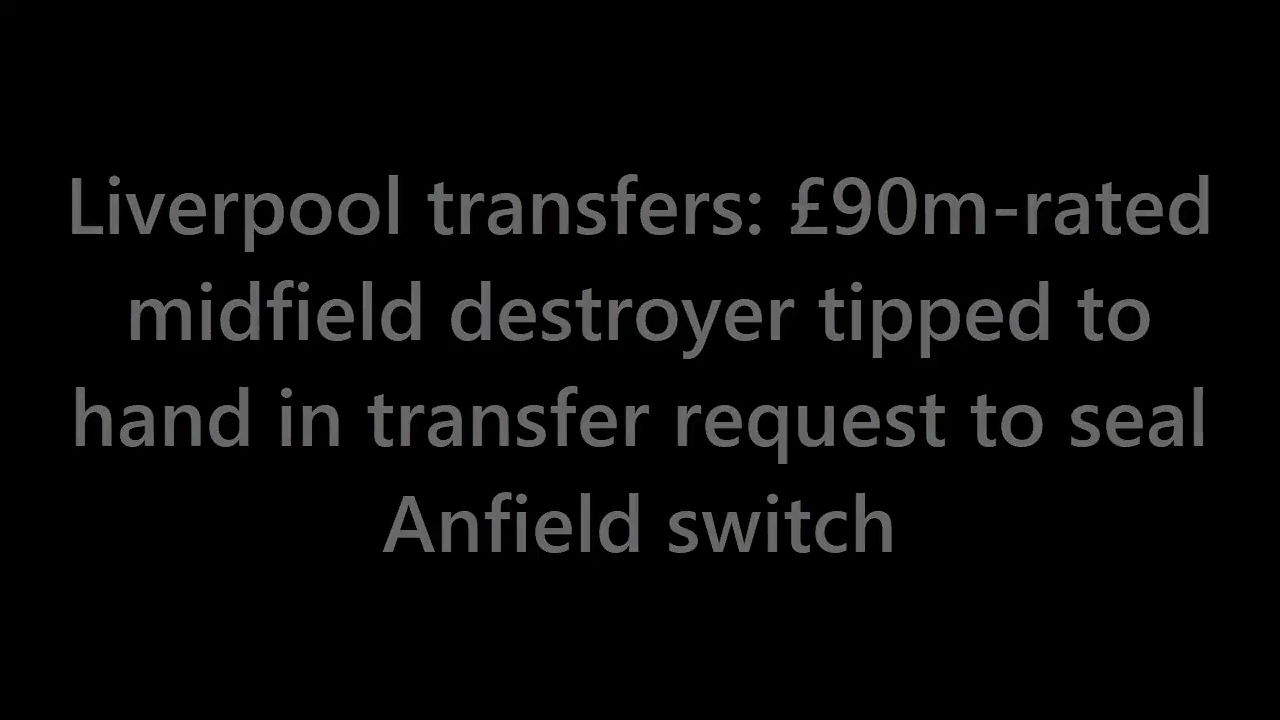 Liverpool transfers: £90m-rated
midfield destroyer tipped to
hand in transfer request to seal
Anfield switch